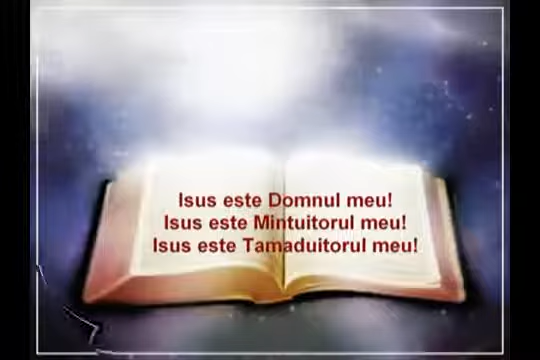 Isus este Domnul meu!
Isus este Mintuitorul meu!
Isus este Tamaduitorul meu!